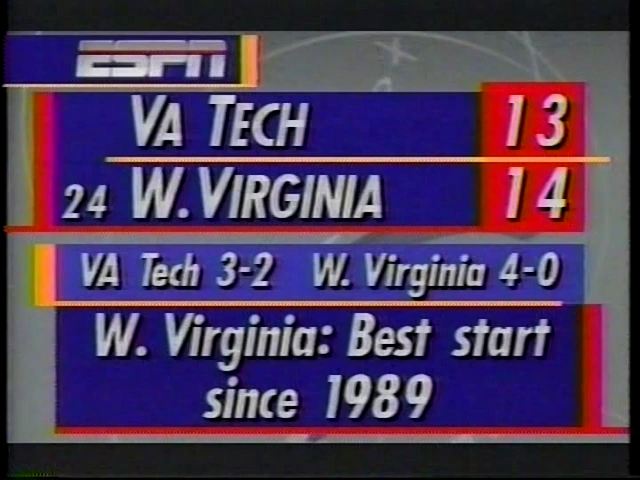 ESPN
VA TECH 13
24 W. VIRGINIA 14
VA Tech 3-2 W. Virginia 4-0
W. Virginia: Best start
since 1989